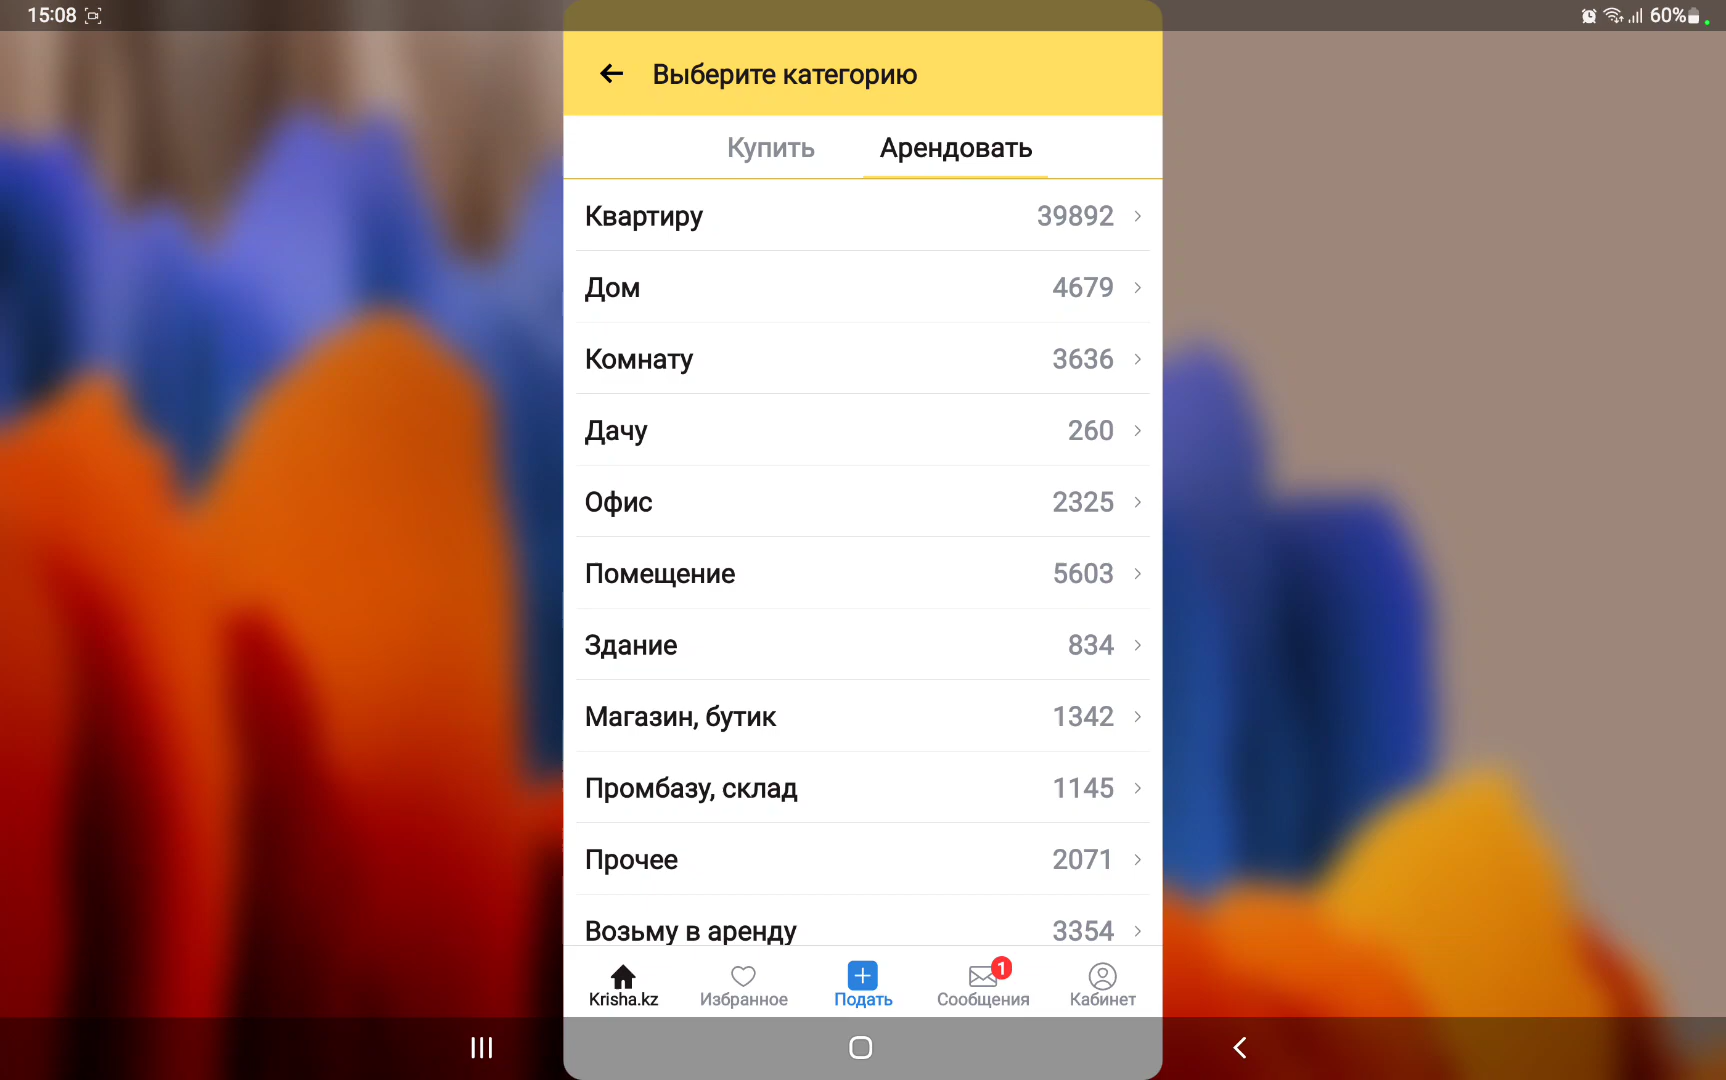 15:08
60%
Выберите категорию
Купить
Арендовать
Квартиру 39892
Дом 4679
Комнату 3636
Дачу 260
Офис 2325
Помещение 5603
Здание 834
Магазин, бутик 1342
Промбазу, склад 1145
Прочее 2071
Возьму в аренду 3354
1
Krisha.kz
Избранное
Подать
Сообщения
Кабинет